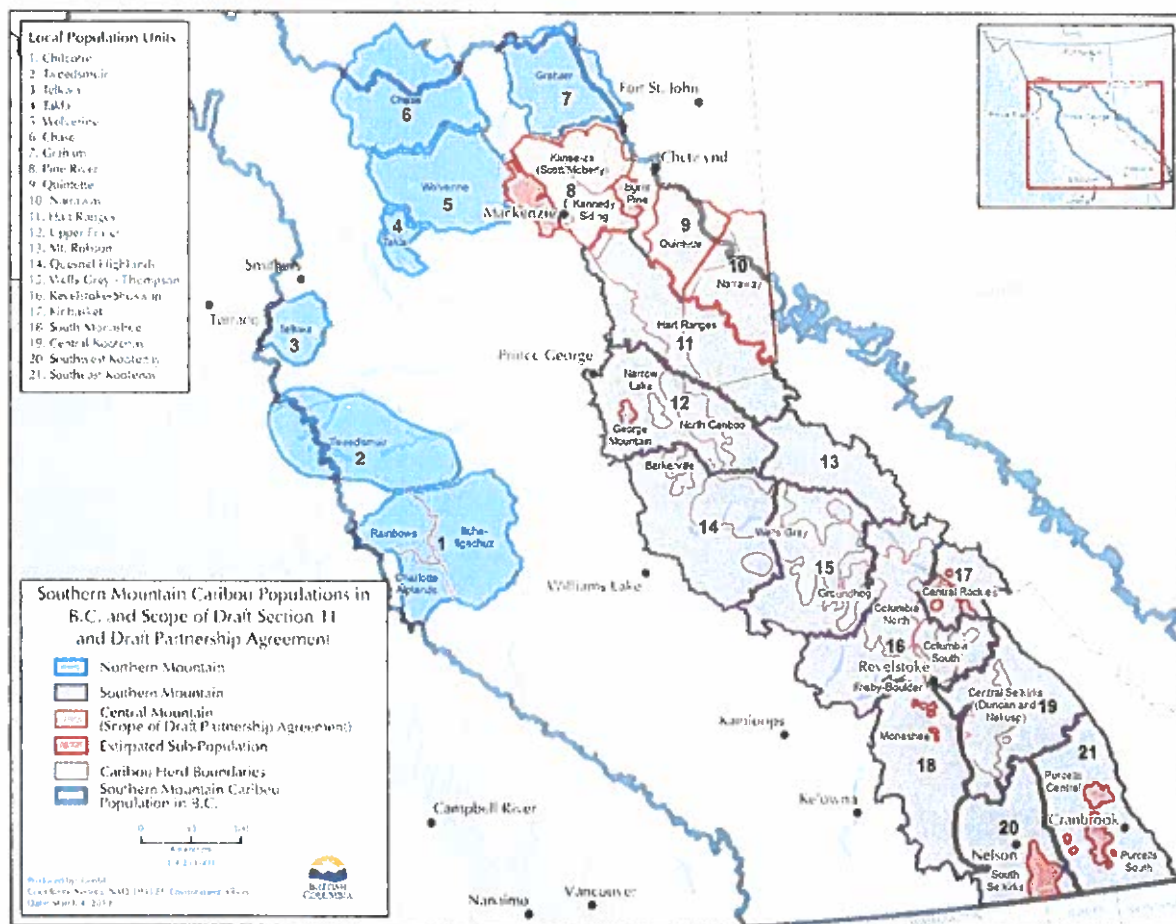 Local Population Units
1. Chilcotin
2. Tweedsmuir
3. Telkwa
4. Takla
5. Wolverine
6. Chase
7. Graham
8. Pine River
9. Quintette
10. Narraway
11. Hart Ranges
12. Upper Fraser
13. Mt. Robson
14. Quesnel Highlands
15. Wells Grey - Thompson
16. Revelstoke-Shuswap
17. Kinbasket
18. South Monashee
19. Central Kootenay
20. Southwest Kootenay
21. Southeast Kootenay
Chase
6
Graham
7
Fort St. John
Chetwynd
Wolverine
5
Klinse-za
(Scott/Moberly)
8
Kennedy
Siding
Burnt
Pine
Mackenzie
9
Quintette
10
Narraway
4
Takla
Smithers
Terrace
Telkwa
3
Hart Ranges
11
Prince George
Narrow
Lake
12
George
Mountain
North Cariboo
13
Tweedsmuir
2
Barkerville
14
Wells Gray
Rainbows
1
Itcha-
Ilgachuz
Charlotte
Alplands
Williams Lake
15
Groundhog
17
Central Rockies
Columbia
North
16
Columbia
South
Revelstoke
Frisby-Boulder
Central Selkirks
(Duncan and
Nakusp)
19
Kamloops
Monashee
18
21
Purcells
Central
Kelowna
Cranbrook
20
Nelson
South
Selkirks
Purcells
South
Campbell River
Nanaimo
Vancouver
Southern Mountain Caribou Populations in
B.C. and Scope of Draft Section 11
and Draft Partnership Agreement
Northern Mountain
Southern Mountain
Central Mountain
(Scope of Draft Partnership Agreement)
Extirpated Sub-Population
Caribou Herd Boundaries
Southern Mountain Caribou
Population in B.C.
0
Kilometres
BRITISH
COLUMBIA